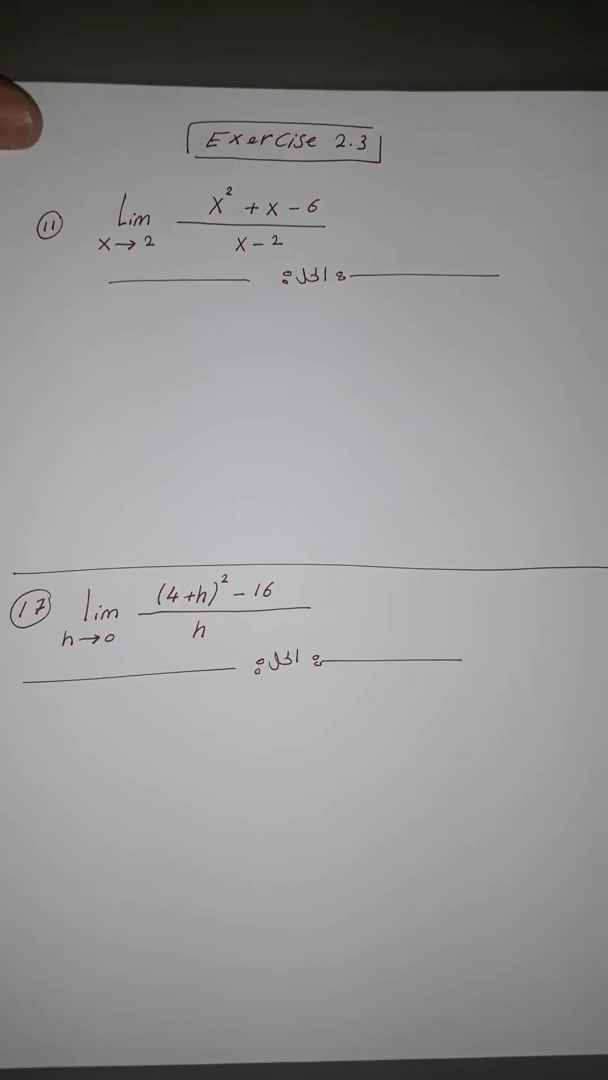 Exercise 2.3
(11) Lim x→2 (x² + x - 6) / (x - 2)
: الحل :
(17) lim h→0 ((4+h)² - 16) / h
: الحل :